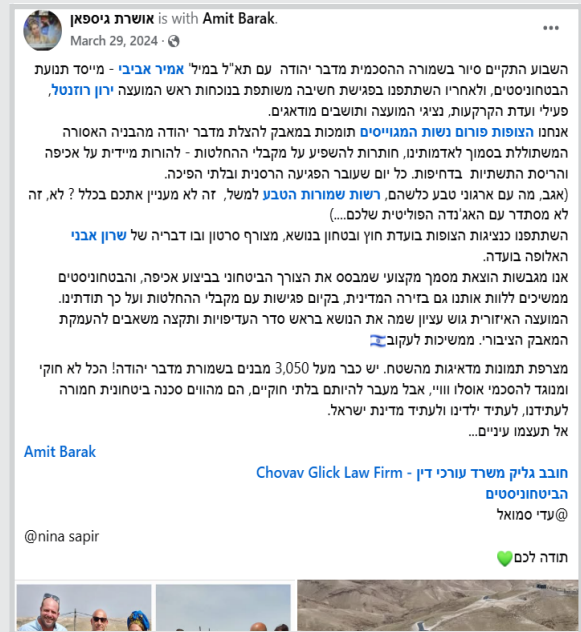 אושרת גיספאן is with Amit Barak.
March 29, 2024 ·
השבוע התקיים סיור בשמורה ההסכמית מדבר יהודה עם תא"ל במיל' אמיר אביבי - מייסד תנועת
הבטחוניסטים, ולאחריו השתתפנו בפגישת חשיבה משותפת בנוכחות ראש המועצה ירון רוזנטל,
פעילי ועדת הקרקעות, נציגי המועצה ותושבים מודאגים.
אנחנו הצופות פורום נשות המגוייסים תומכות במאבק להצלת מדבר יהודה מהבניה האסורה
המשתוללת בסמוך לאדמותינו, חותרות להשפיע על מקבלי ההחלטות - להורות מיידית על אכיפה
והריסת התשתיות בדחיפות. כל יום שעובר הפגיעה הרסנית ובלתי הפיכה.
(אגב, מה עם ארגוני טבע כלשהם, רשות שמורות הטבע למשל, זה לא מעניין אתכם בכלל ? לא, זה
לא מסתדר עם האג'נדה הפוליטית שלכם....)
השתתפנו כנציגות הצופות בועדת חוץ ובטחון בנושא, מצורף סרטון ובו דבריה של שרון אבני
האלופה בועדה.
אנו מגבשות הוצאת מסמך מקצועי שמבסס את הצורך הביטחוני בביצוע אכיפה, והבטחוניסטים
ממשיכים ללוות אותנו גם בזירה המדינית, בקיום פגישות עם מקבלי ההחלטות ועל כך תודתינו.
המועצה האיזורית גוש עציון שמה את הנושא בראש סדר העדיפויות ותקצה משאבים להעמקת
המאבק הציבורי. ממשיכות לעקוב🇮🇱
מצרפת תמונות מדאיגות מהשטח. יש כבר מעל 3,050 מבנים בשמורת מדבר יהודה! הכל לא חוקי
ומנוגד להסכמי אוסלו ווויי, אבל מעבר להיותם בלתי חוקיים, הם מהווים סכנה ביטחונית חמורה
לעתידנו, לעתיד ילדינו ולעתיד מדינת ישראל.
אל תעצמו עיניים...
Amit Barak
חובב גליק משרד עורכי דין - Chovav Glick Law Firm
הביטחוניסטים
@עדי סמואל
@nina sapir
תודה לכם💚